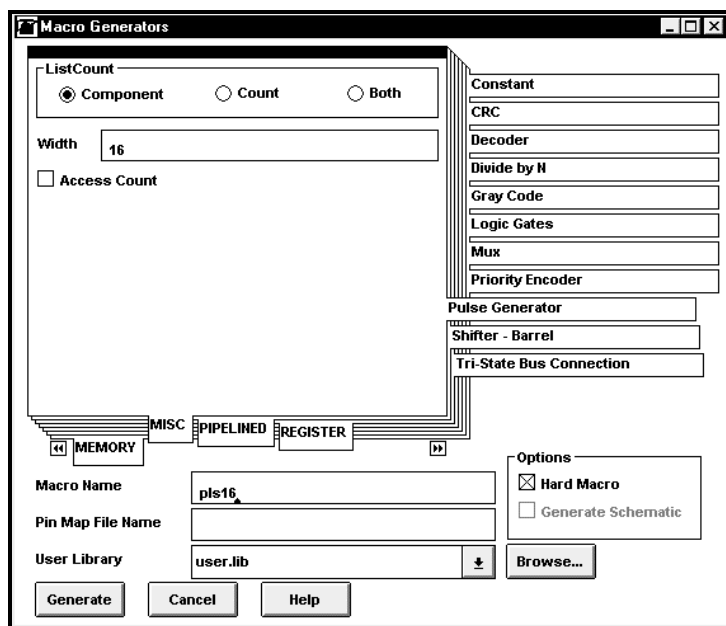 Macro Generators
ListCount
Component
Count
Both
Width
16
Access Count
Constant
CRC
Decoder
Divide by N
Gray Code
Logic Gates
Mux
Priority Encoder
Pulse Generator
Shifter - Barrel
Tri-State Bus Connection
MEMORY
MISC
PIPELINED
REGISTER
Macro Name
pls16
Pin Map File Name
User Library
user.lib
Options
Hard Macro
Generate Schematic
Browse...
Generate
Cancel
Help